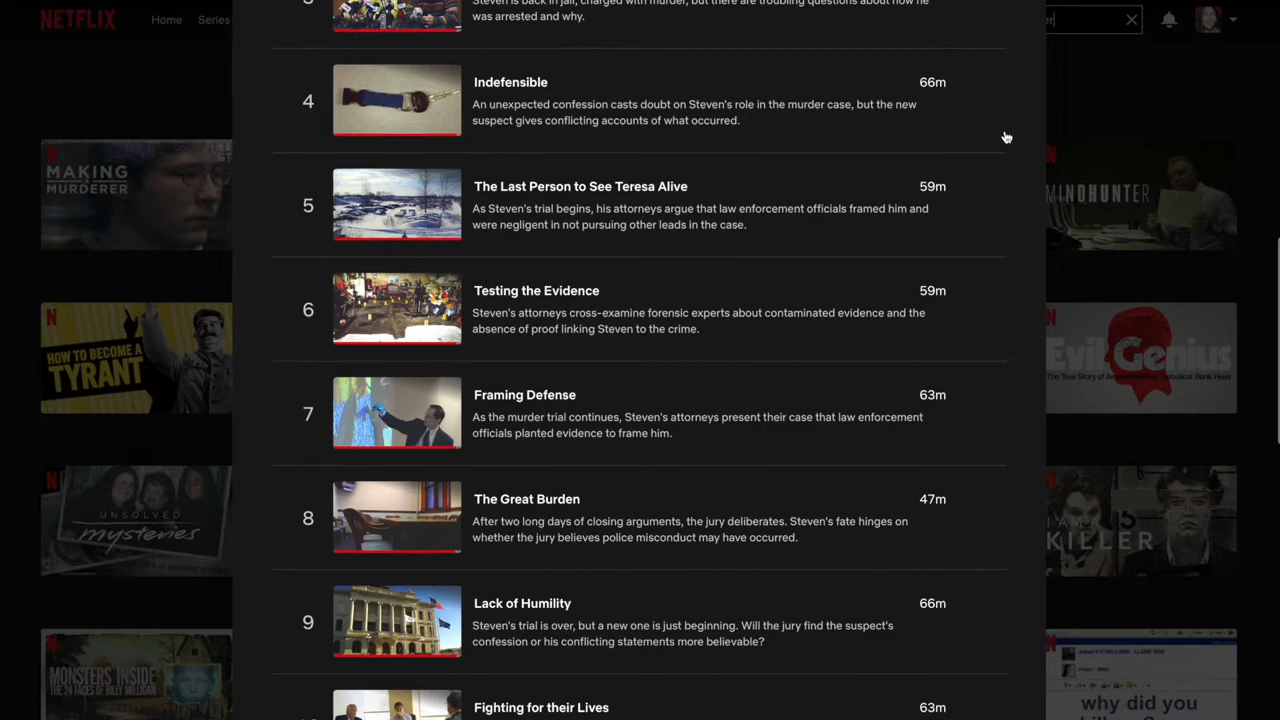 NETFLIX
Home
Series
er
3
Steven is back in jail, charged with murder, but there are troubling questions about how he
was arrested and why.
4
Indefensible
66m
An unexpected confession casts doubt on Steven's role in the murder case, but the new
suspect gives conflicting accounts of what occurred.
5
The Last Person to See Teresa Alive
59m
As Steven's trial begins, his attorneys argue that law enforcement officials framed him and
were negligent in not pursuing other leads in the case.
6
Testing the Evidence
59m
Steven's attorneys cross-examine forensic experts about contaminated evidence and the
absence of proof linking Steven to the crime.
7
Framing Defense
63m
As the murder trial continues, Steven's attorneys present their case that law enforcement
officials planted evidence to frame him.
8
The Great Burden
47m
After two long days of closing arguments, the jury deliberates. Steven's fate hinges on
whether the jury believes police misconduct may have occurred.
9
Lack of Humility
66m
Steven's trial is over, but a new one is just beginning. Will the jury find the suspect's
confession or his conflicting statements more believable?
Fighting for their Lives
63m
MAKING
A
MURDERER
HOW TO BECOME A
TYRANT
UNSOLVED
mysteries
MONSTERS INSIDE
THE 24 FACES OF BILLY MILLIGAN
MINDHUNTER
Evil Genius
I AM A
KILLER
why did you